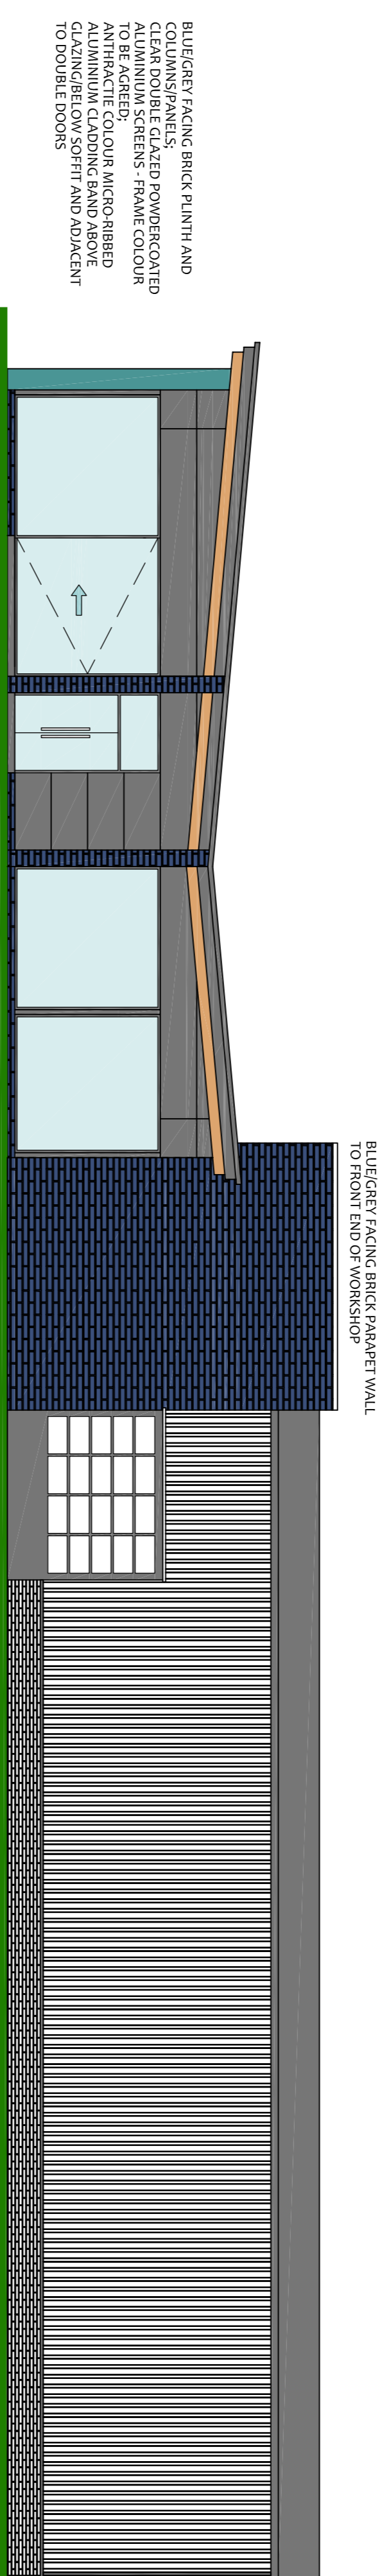 BLUE/GREY FACING BRICK PLINTH AND
COLUMNS/PANELS;
CLEAR DOUBLE GLAZED POWDERCOATED
ALUMINIUM SCREENS - FRAME COLOUR
TO BE AGREED;
ANTHRACTIE COLOUR MICRO-RIBBED
ALUMINIUM CLADDING BAND ABOVE
GLAZING/BELOW SOFFIT AND ADJACENT
TO DOUBLE DOORS
BLUE/GREY FACING BRICK PARAPET WALL
TO FRONT END OF WORKSHOP